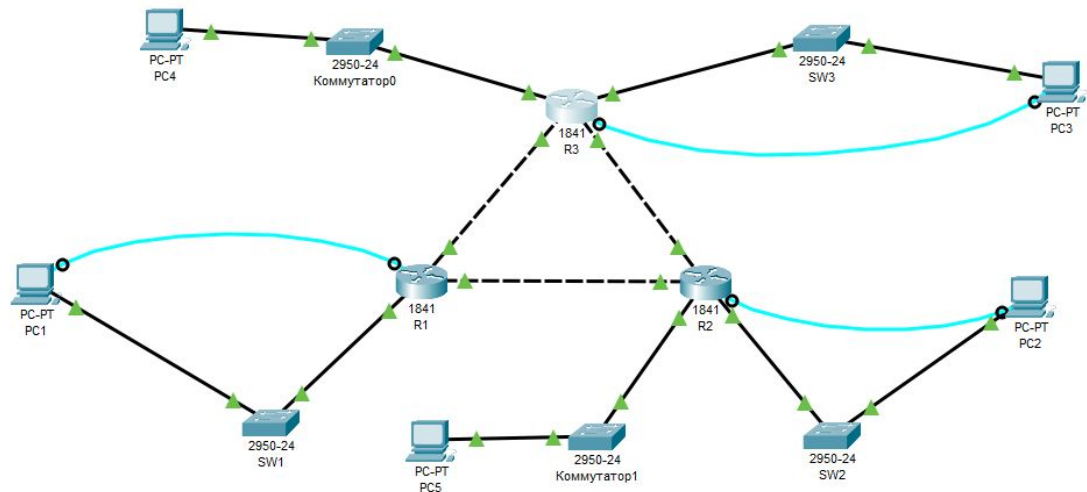 PC-PT
PC4
2950-24
Коммутатор0
2950-24
SW3
PC-PT
PC3
1841
R3
PC-PT
PC1
1841
R1
1841
R2
PC-PT
PC2
2950-24
SW1
PC-PT
PC5
2950-24
Коммутатор1
2950-24
SW2